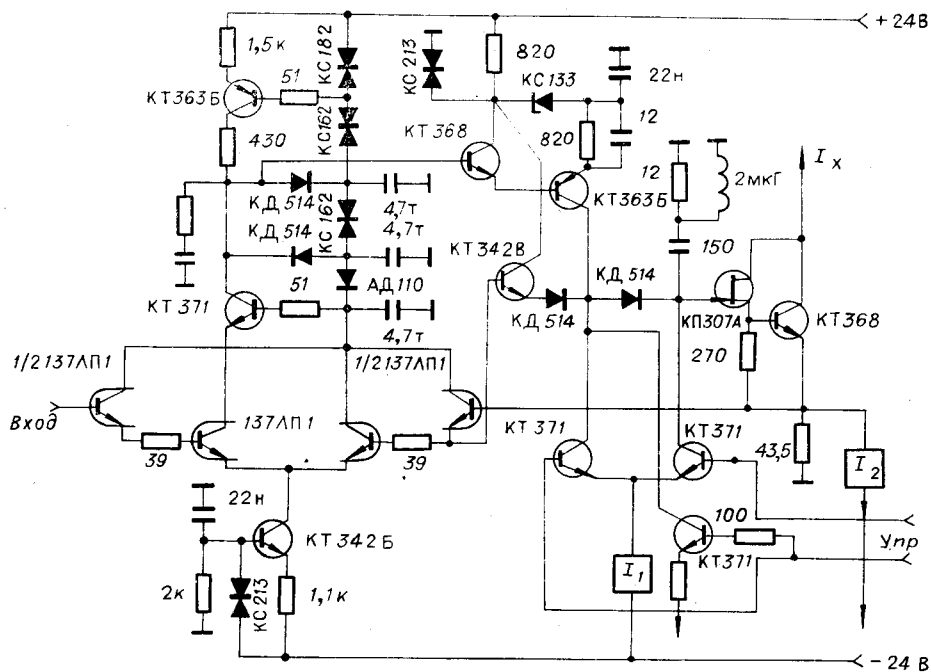 +24В
1,5к
КС182
КС213
820
КС133
22н
КТ363Б
51
КС162
820
12
430
КТ368
12
2мкГ
Iх
КД514
4,7т
КТ363Б
КД514
КС162
4,7т
КТ342В
150
КД514
51
АД110
КТ371
КД514
КП307А
КТ368
4,7т
270
1/2137ЛП1
1/2137ЛП1
Вход
137ЛП1
КТ371
КТ371
43,5
39
39
I2
22н
100
КТ342Б
Упр
I1
КТ371
2к
КС213
1,1к
-24В